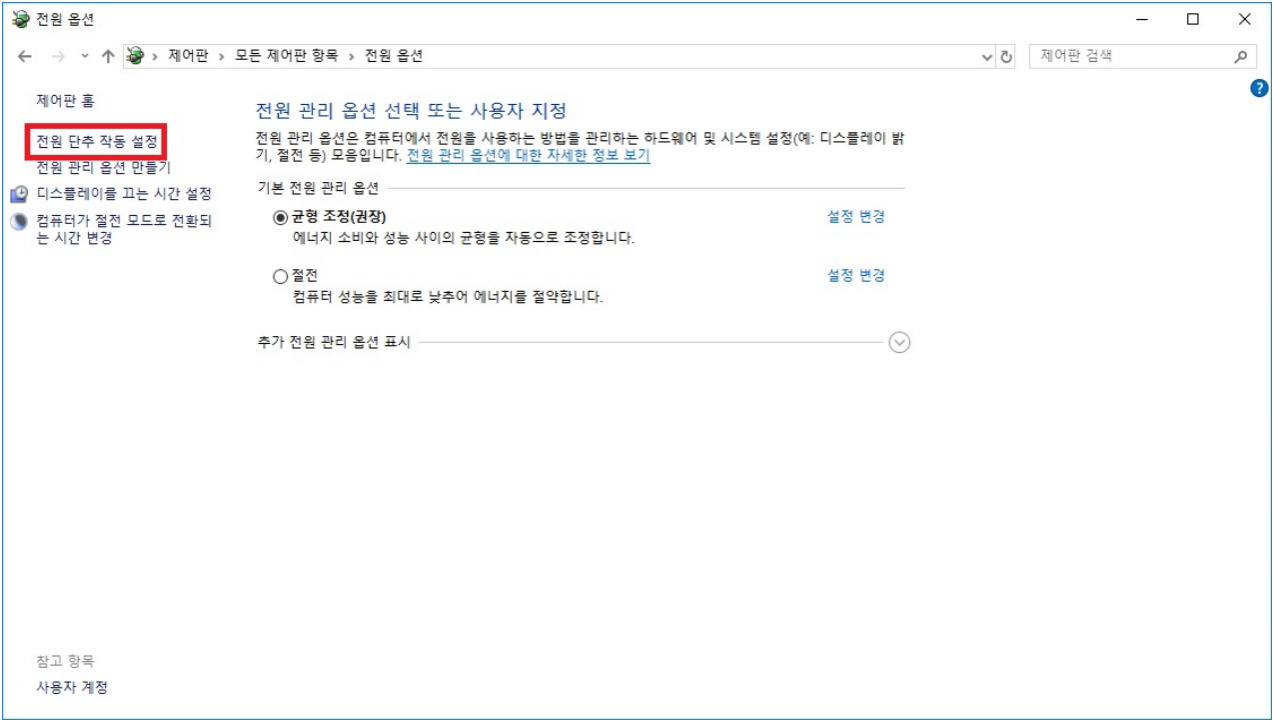 전원 옵션
제어판 › 모든 제어판 항목 › 전원 옵션
제어판 검색
제어판 홈
전원 단추 작동 설정
전원 관리 옵션 만들기
디스플레이를 끄는 시간 설정
컴퓨터가 절전 모드로 전환되
는 시간 변경
전원 관리 옵션 선택 또는 사용자 지정
전원 관리 옵션은 컴퓨터에서 전원을 사용하는 방법을 관리하는 하드웨어 및 시스템 설정(예: 디스플레이 밝
기, 절전 등) 모음입니다. 전원 관리 옵션에 대한 자세한 정보 보기
기본 전원 관리 옵션
균형 조정(권장) 설정 변경
에너지 소비와 성능 사이의 균형을 자동으로 조정합니다.
절전 설정 변경
컴퓨터 성능을 최대로 낮추어 에너지를 절약합니다.
추가 전원 관리 옵션 표시
참고 항목
사용자 계정